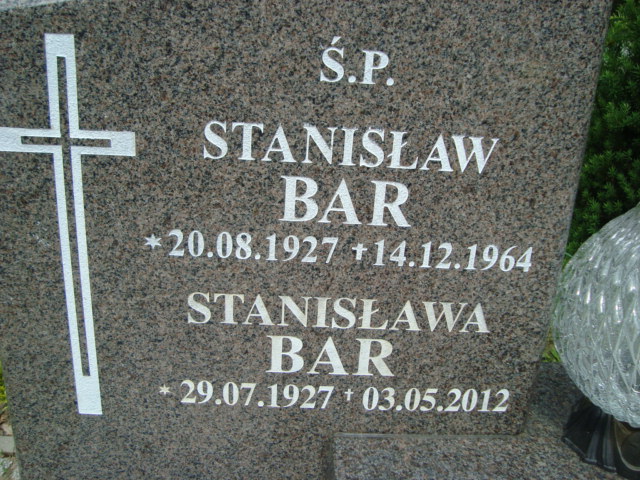 Ś.P.
STANISŁAW
BAR
*20.08.1927 †14.12.1964
STANISŁAWA
BAR
* 29.07.1927 † 03.05.2012